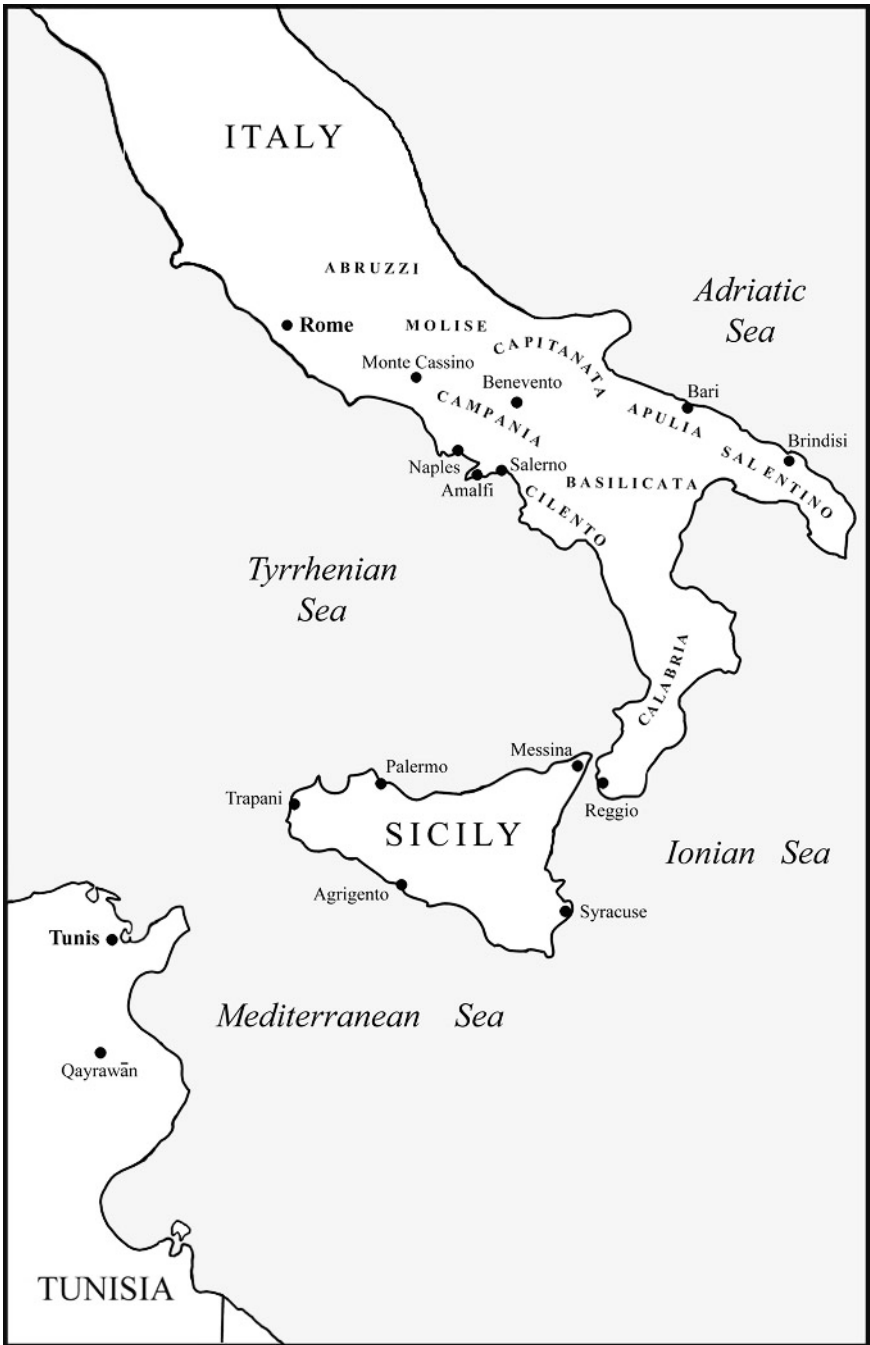 ITALY
ABRUZZI
Adriatic
Sea
Rome
MOLISE
CAPITANATA
Monte Cassino
Benevento
Bari
CAMPANIA
APULIA
Brindisi
SALENTINO
Naples
Salerno
Amalfi
BASILICATA
CILENTO
Tyrrhenian
Sea
CALABRIA
Messina
Palermo
Trapani
Reggio
SICILY
Ionian Sea
Agrigento
Syracuse
Tunis
Mediterranean Sea
Qayrawān
TUNISIA